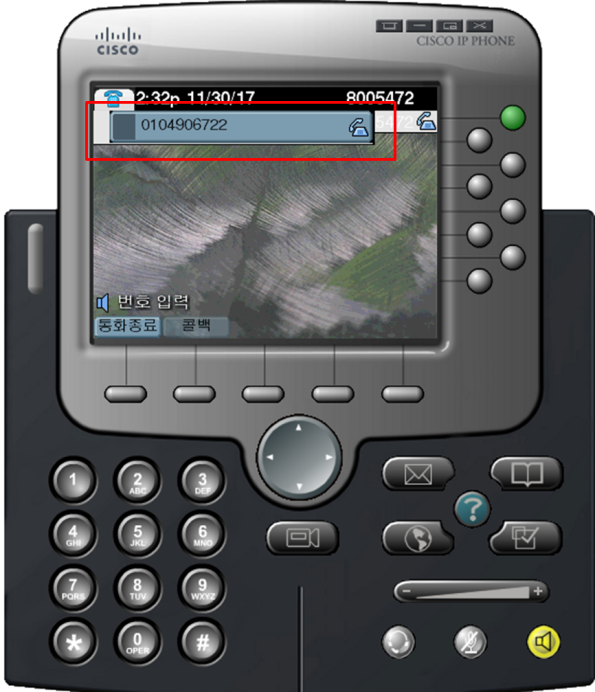 CISCO
CISCO IP PHONE
2:32p 11/30/17 8005472
0104906722
5472
번호 입력
통화종료 콜백
1 2 ABC 3 DEF
4 GHI 5 JKL 6 MNO
7 PQRS 8 TUV 9 WXYZ
* 0 OPER #
?
- +